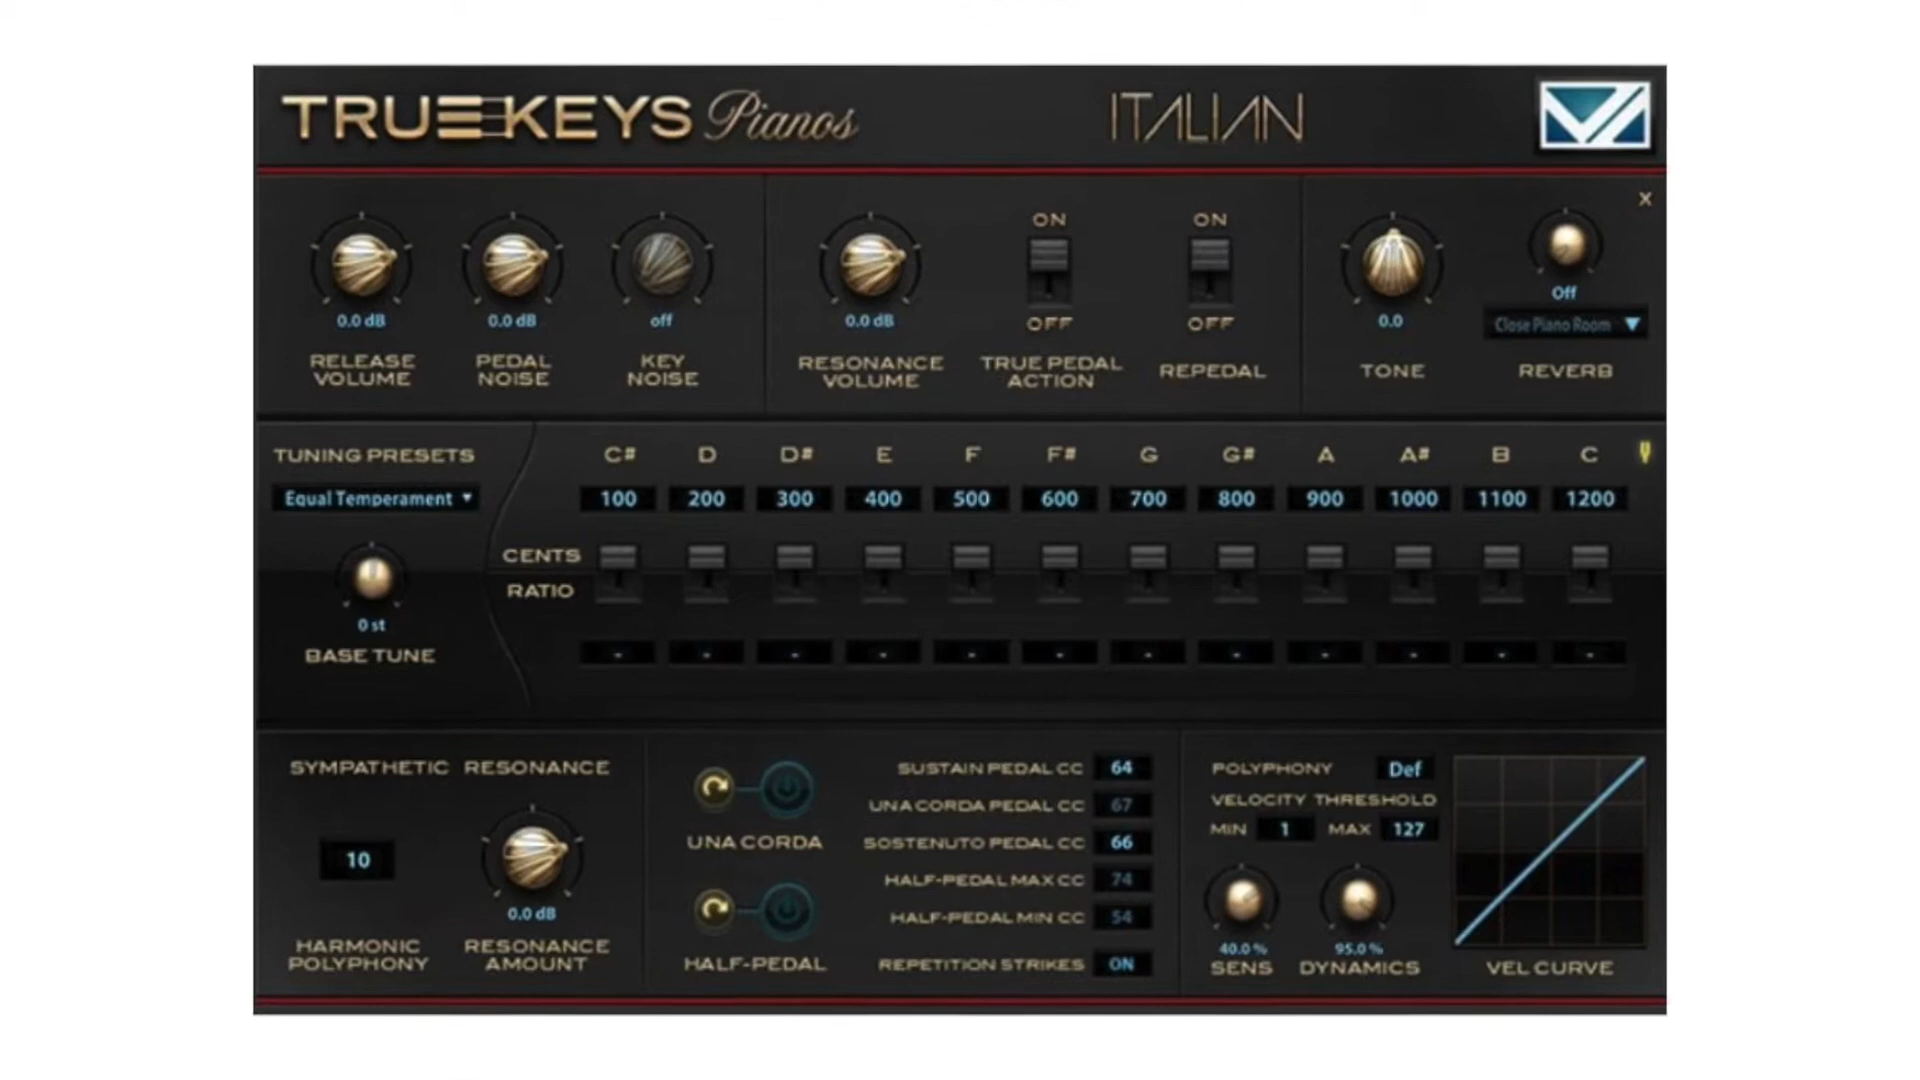 TRUEKEYS Pianos
ITALIAN
X
ON
OFF
ON
OFF
0.0 dB
0.0 dB
off
0.0 dB
0.0
Off
Close Piano Room
RELEASE VOLUME
PEDAL NOISE
KEY NOISE
RESONANCE VOLUME
TRUE PEDAL ACTION
REPEDAL
TONE
REVERB
TUNING PRESETS
C# D D# E F F# G G# A A# B C
Equal Temperament
100 200 300 400 500 600 700 800 900 1000 1100 1200
CENTS
RATIO
0 st
BASE TUNE
- - - - - - - - - - - -
SYMPATHETIC RESONANCE
10
0.0 dB
HARMONIC POLYPHONY
RESONANCE AMOUNT
UNA CORDA
HALF-PEDAL
SUSTAIN PEDAL CC 64
UNA CORDA PEDAL CC 67
SOSTENUTO PEDAL CC 66
HALF-PEDAL MAX CC 74
HALF-PEDAL MIN CC 54
REPETITION STRIKES ON
POLYPHONY Def
VELOCITY THRESHOLD
MIN 1 MAX 127
40.0 % 95.0 %
SENS DYNAMICS
VEL CURVE